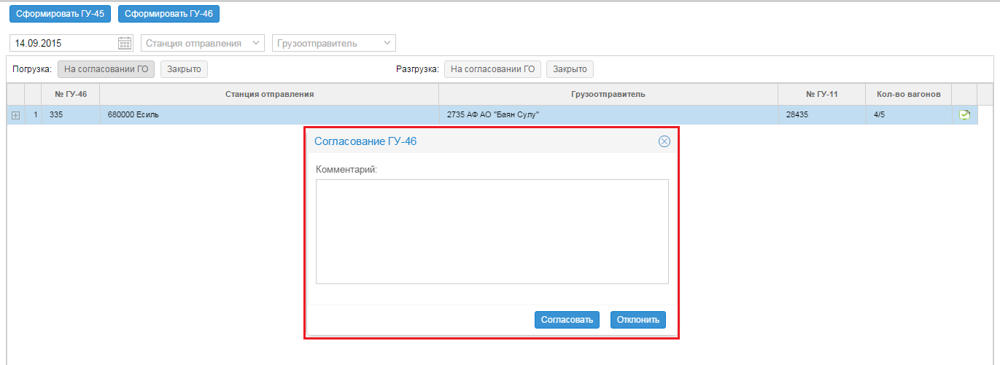 Сформировать ГУ-45 Сформировать ГУ-46
14.09.2015 Станция отправления Грузоотправитель
Погрузка: На согласовании ГО Закрыто Разгрузка: На согласовании ГО Закрыто
№ ГУ-46 Станция отправления Грузоотправитель № ГУ-11 Кол-во вагонов
1 335 680000 Есиль 2735 АФ АО "Баян Сулу" 28435 4/5
Согласование ГУ-46
Комментарий:
Согласовать Отклонить